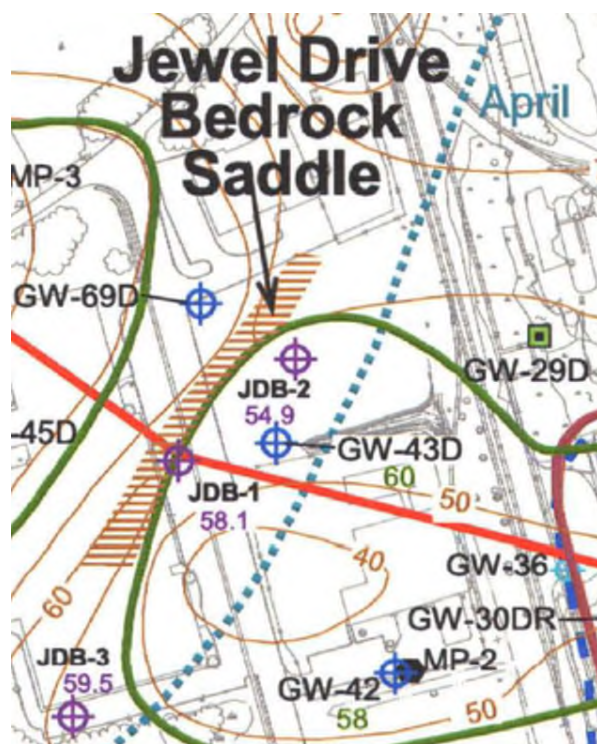 Jewel Drive
Bedrock
Saddle
April
MP-3
GW-69D
GW-29D
JDB-2
54.9
-45D
GW-43D
60
50
JDB-1
58.1
40
GW-36
60
GW-30DR
JDB-3
59.5
MP-2
GW-42
58
50